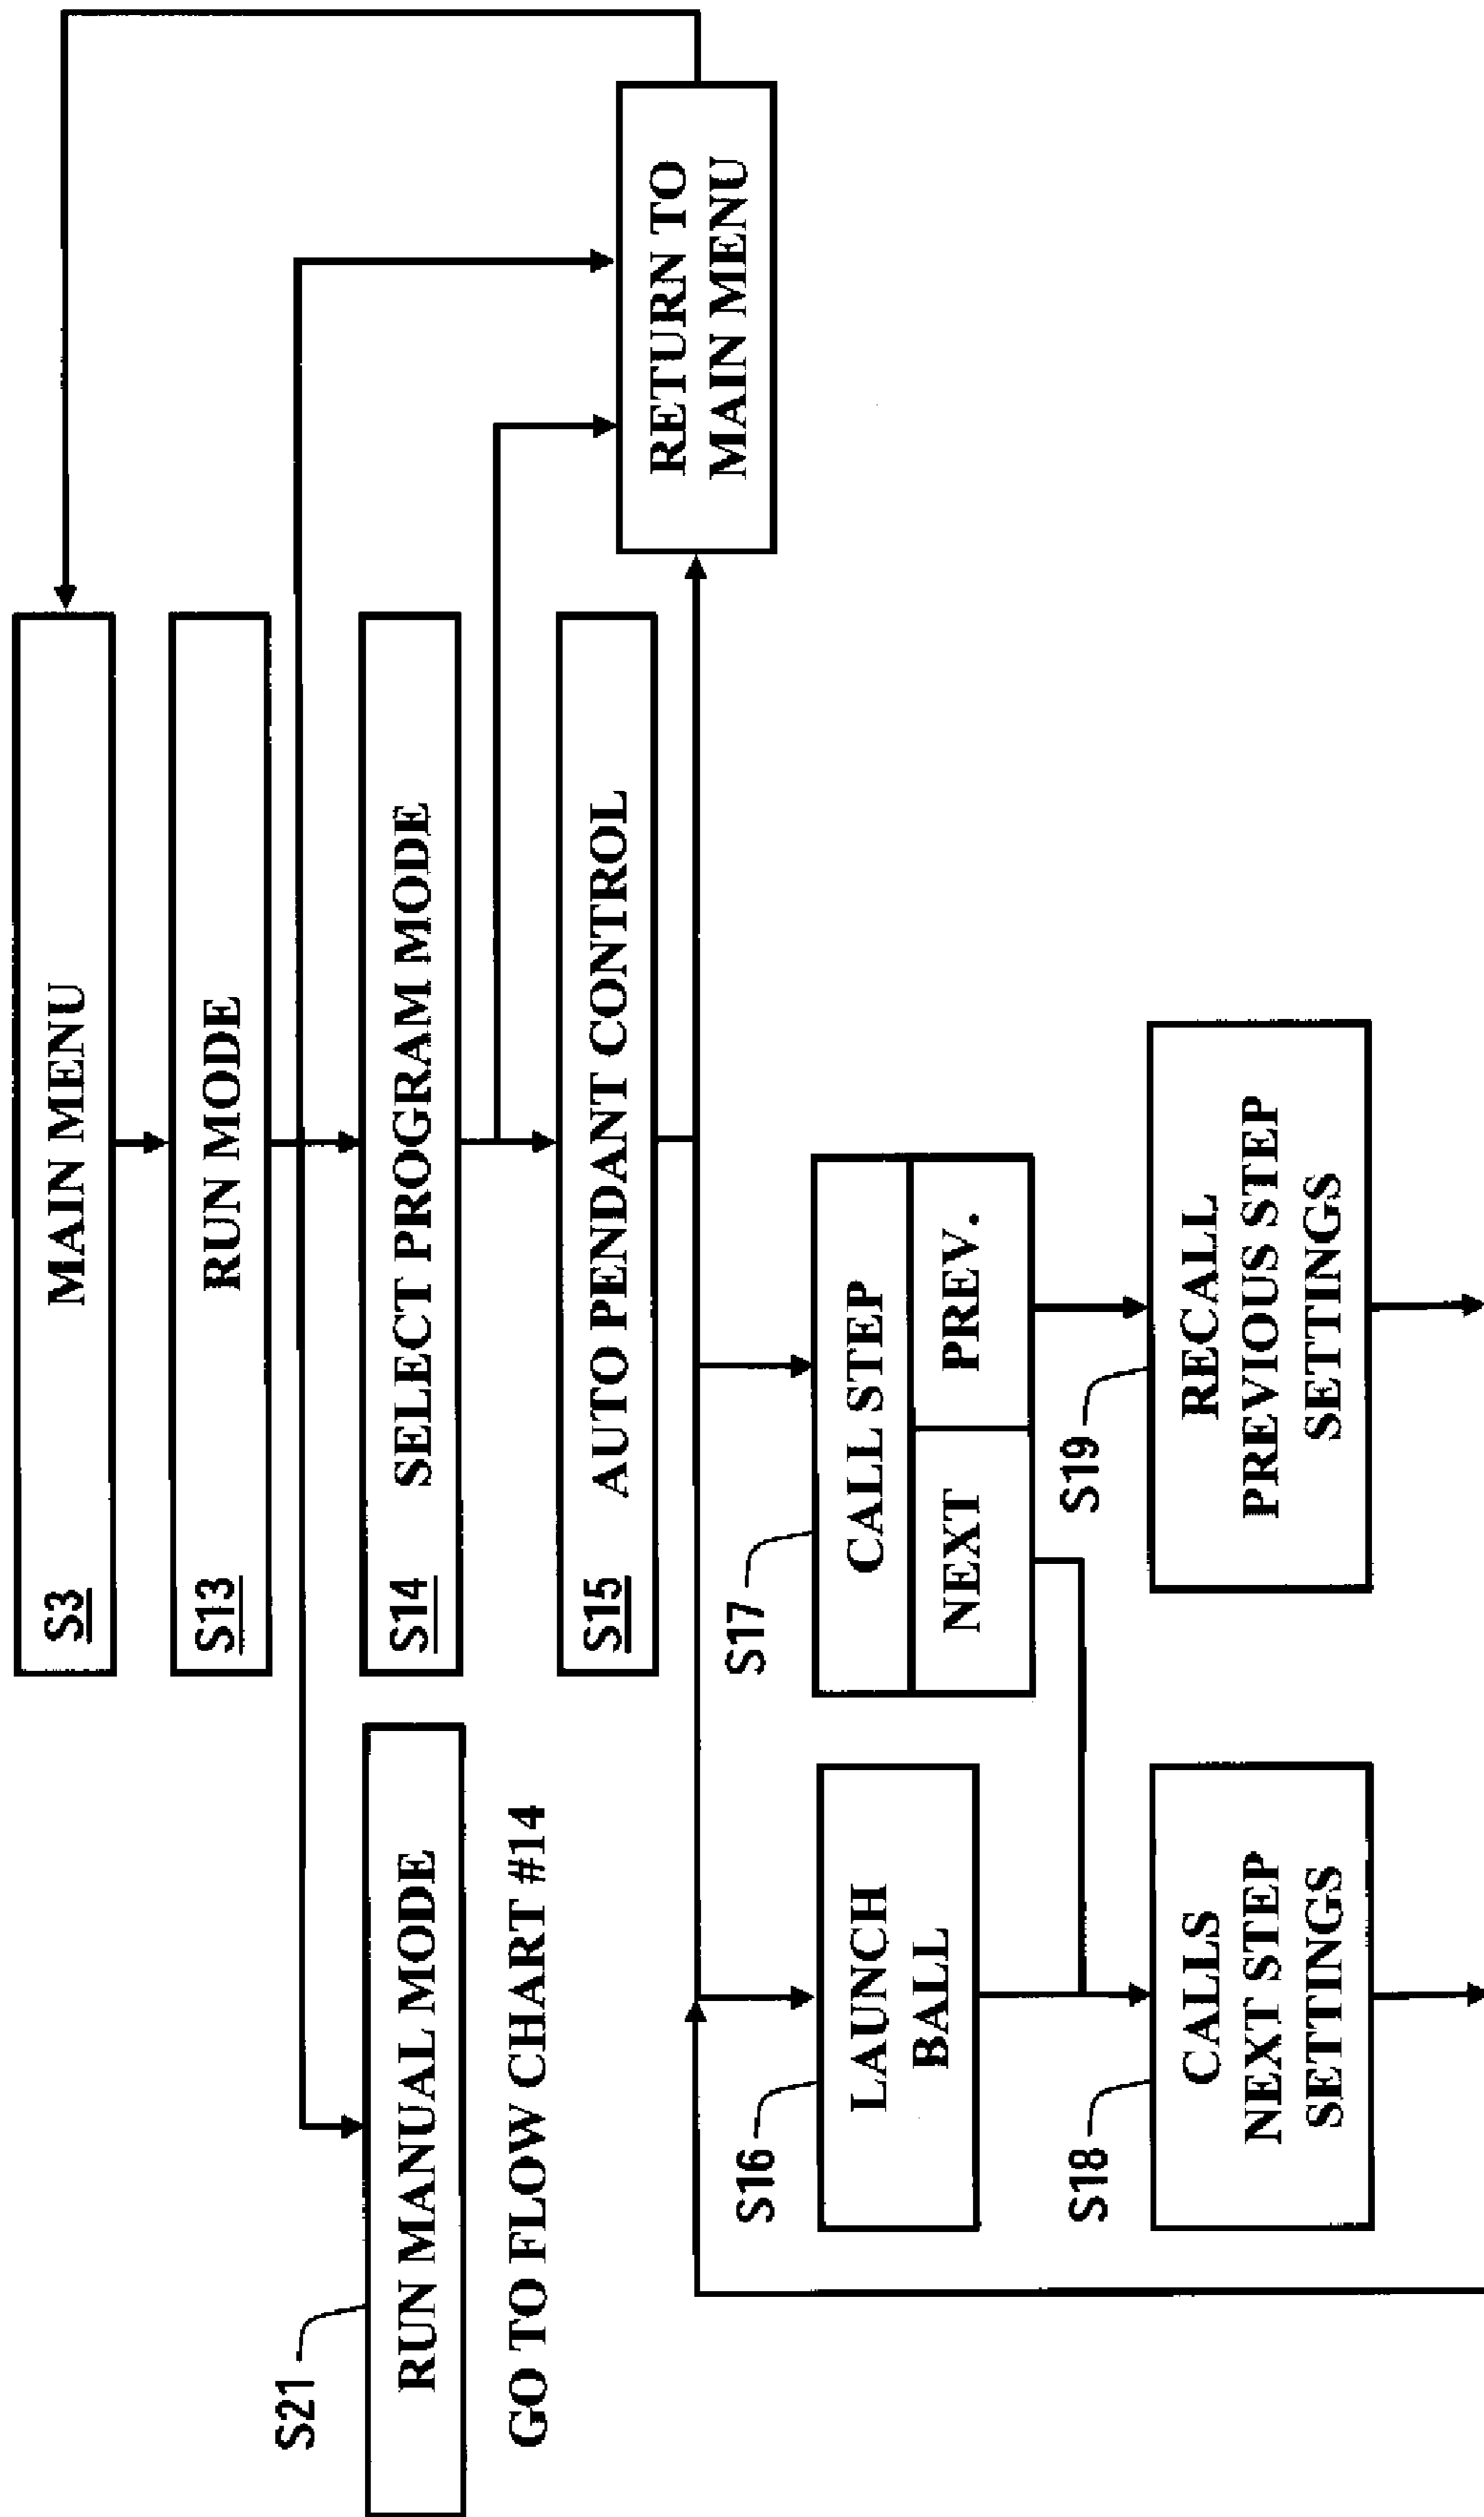 S3
MAIN MENU
S13
RUN MODE
S21
RUN MANUAL MODE
GO TO FLOW CHART #14
S14
SELECT PROGRAM MODE
S15
AUTO PENDANT CONTROL
RETURN TO
MAIN MENU
S16
LAUNCH
BALL
S17
CALL STEP
NEXT
PREV.
S18
CALLS
NEXT STEP
SETTINGS
S19
RECALL
PREVIOUS STEP
SETTINGS